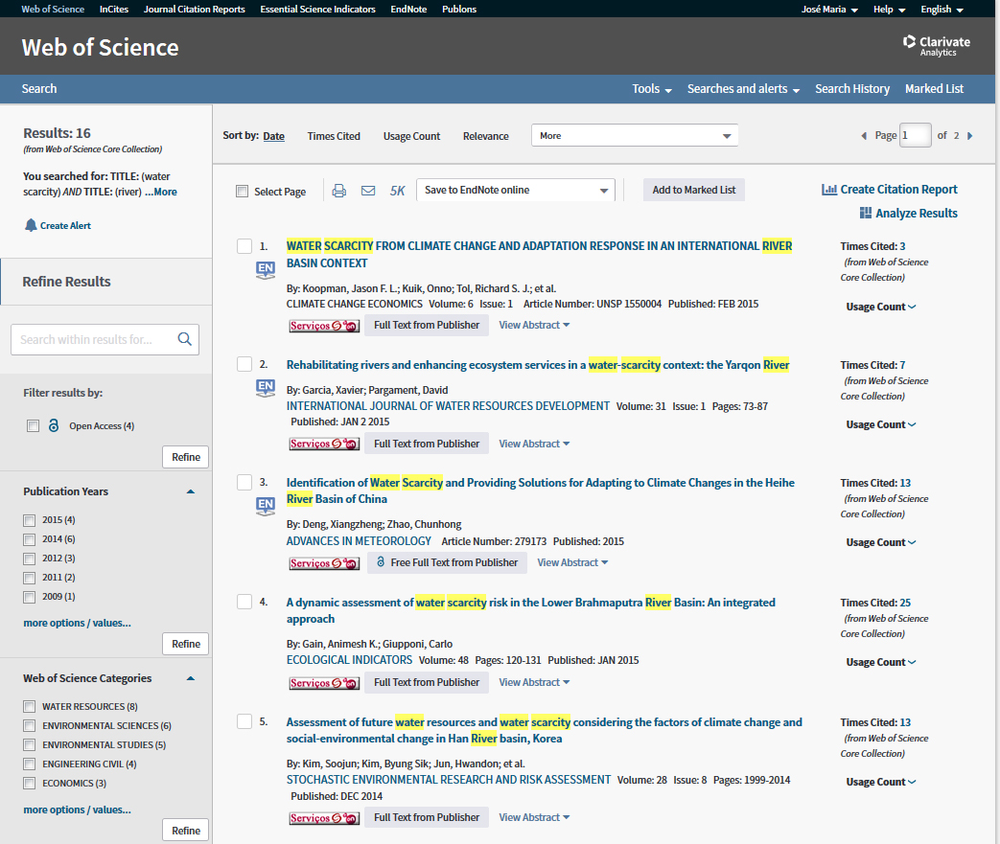 Web of Science InCites Journal Citation Reports Essential Science Indicators EndNote Publons José Maria Help English
Web of Science
Clarivate
Analytics
Search Tools Searches and alerts Search History Marked List
Results: 16
(from Web of Science Core Collection)
You searched for: TITLE: (water
scarcity) AND TITLE: (river) ...More
Create Alert
Refine Results
Search within results for...
Filter results by:
Open Access (4)
Refine
Publication Years
2015 (4)
2014 (6)
2012 (3)
2011 (2)
2009 (1)
more options / values...
Refine
Web of Science Categories
WATER RESOURCES (8)
ENVIRONMENTAL SCIENCES (6)
ENVIRONMENTAL STUDIES (5)
ENGINEERING CIVIL (4)
ECONOMICS (3)
more options / values...
Refine
Sort by: Date Times Cited Usage Count Relevance More Page 1 of 2
Select Page 5K Save to EndNote online Add to Marked List
Create Citation Report
Analyze Results
1. WATER SCARCITY FROM CLIMATE CHANGE AND ADAPTATION RESPONSE IN AN INTERNATIONAL RIVER
BASIN CONTEXT
EN
By: Koopman, Jason F. L.; Kuik, Onno; Tol, Richard S. J.; et al.
CLIMATE CHANGE ECONOMICS Volume: 6 Issue: 1 Article Number: UNSP 1550004 Published: FEB 2015
Serviços Full Text from Publisher View Abstract
Times Cited: 3
(from Web of Science
Core Collection)
Usage Count
2. Rehabilitating rivers and enhancing ecosystem services in a water-scarcity context: the Yarqon River
EN
By: Garcia, Xavier; Pargament, David
INTERNATIONAL JOURNAL OF WATER RESOURCES DEVELOPMENT Volume: 31 Issue: 1 Pages: 73-87
Published: JAN 2 2015
Serviços Full Text from Publisher View Abstract
Times Cited: 7
(from Web of Science
Core Collection)
Usage Count
3. Identification of Water Scarcity and Providing Solutions for Adapting to Climate Changes in the Heihe
River Basin of China
EN
By: Deng, Xiangzheng; Zhao, Chunhong
ADVANCES IN METEOROLOGY Article Number: 279173 Published: 2015
Serviços Free Full Text from Publisher View Abstract
Times Cited: 13
(from Web of Science
Core Collection)
Usage Count
4. A dynamic assessment of water scarcity risk in the Lower Brahmaputra River Basin: An integrated
approach
By: Gain, Animesh K.; Giupponi, Carlo
ECOLOGICAL INDICATORS Volume: 48 Pages: 120-131 Published: JAN 2015
Serviços Full Text from Publisher View Abstract
Times Cited: 25
(from Web of Science
Core Collection)
Usage Count
5. Assessment of future water resources and water scarcity considering the factors of climate change and
social-environmental change in Han River basin, Korea
By: Kim, Soojun; Kim, Byung Sik; Jun, Hwandon; et al.
STOCHASTIC ENVIRONMENTAL RESEARCH AND RISK ASSESSMENT Volume: 28 Issue: 8 Pages: 1999-2014
Published: DEC 2014
Serviços Full Text from Publisher View Abstract
Times Cited: 13
(from Web of Science
Core Collection)
Usage Count